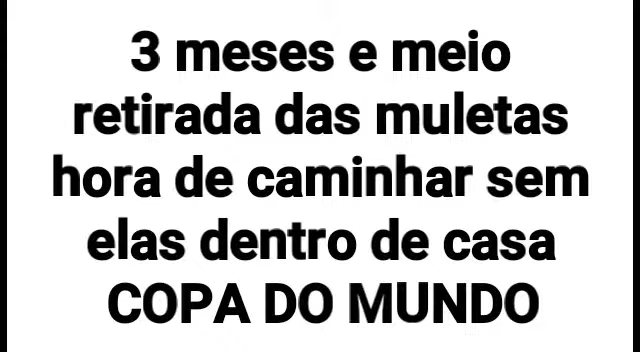 3 meses e meio
retirada das muletas
hora de caminhar sem
elas dentro de casa
COPA DO MUNDO